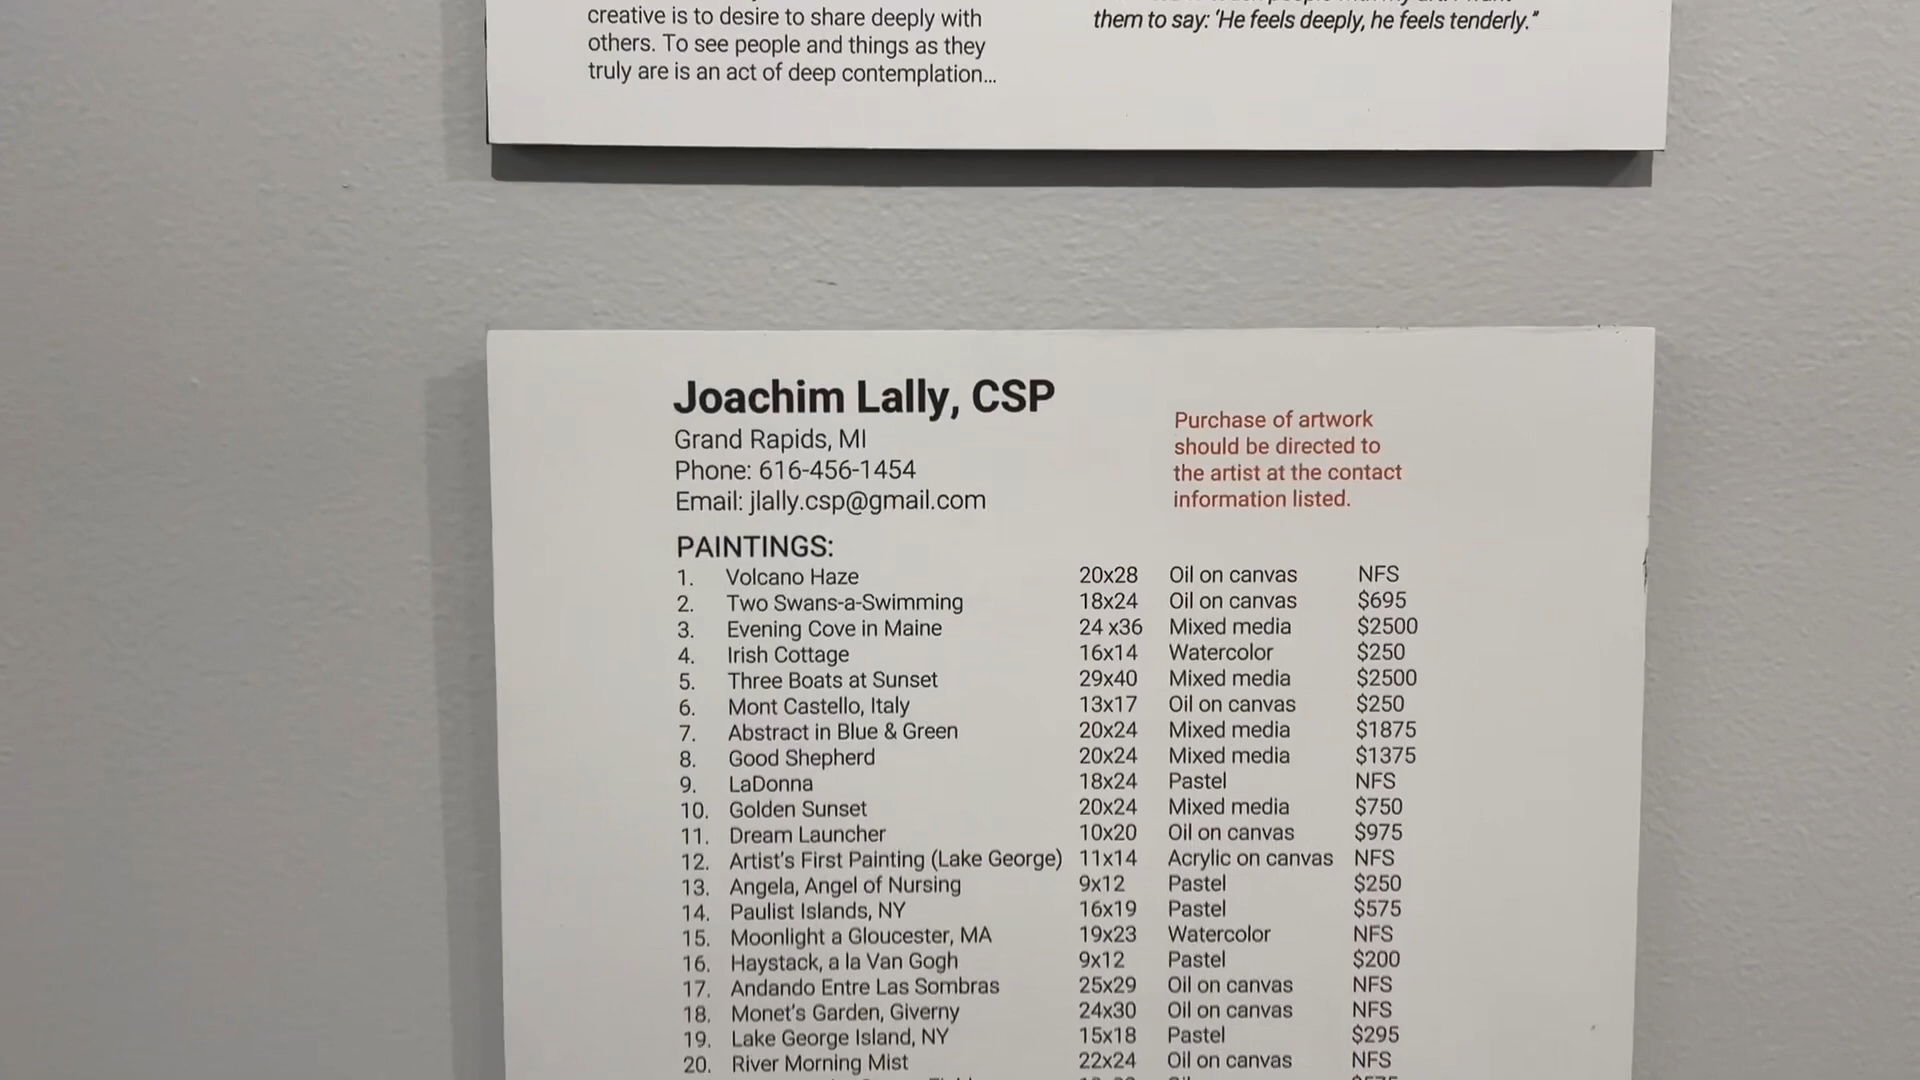 creative is to desire to share deeply with
others. To see people and things as they
truly are is an act of deep contemplation...
them to say: 'He feels deeply, he feels tenderly."
Joachim Lally, CSP
Grand Rapids, MI
Phone: 616-456-1454
Email: jlally.csp@gmail.com
Purchase of artwork
should be directed to
the artist at the contact
information listed.
PAINTINGS:
1. Volcano Haze 20x28 Oil on canvas NFS
2. Two Swans-a-Swimming 18x24 Oil on canvas $695
3. Evening Cove in Maine 24 x36 Mixed media $2500
4. Irish Cottage 16x14 Watercolor $250
5. Three Boats at Sunset 29x40 Mixed media $2500
6. Mont Castello, Italy 13x17 Oil on canvas $250
7. Abstract in Blue & Green 20x24 Mixed media $1875
8. Good Shepherd 20x24 Mixed media $1375
9. LaDonna 18x24 Pastel NFS
10. Golden Sunset 20x24 Mixed media $750
11. Dream Launcher 10x20 Oil on canvas $975
12. Artist's First Painting (Lake George) 11x14 Acrylic on canvas NFS
13. Angela, Angel of Nursing 9x12 Pastel $250
14. Paulist Islands, NY 16x19 Pastel $575
15. Moonlight a Gloucester, MA 19x23 Watercolor NFS
16. Haystack, a la Van Gogh 9x12 Pastel $200
17. Andando Entre Las Sombras 25x29 Oil on canvas NFS
18. Monet's Garden, Giverny 24x30 Oil on canvas NFS
19. Lake George Island, NY 15x18 Pastel $295
20. River Morning Mist 22x24 Oil on canvas NFS